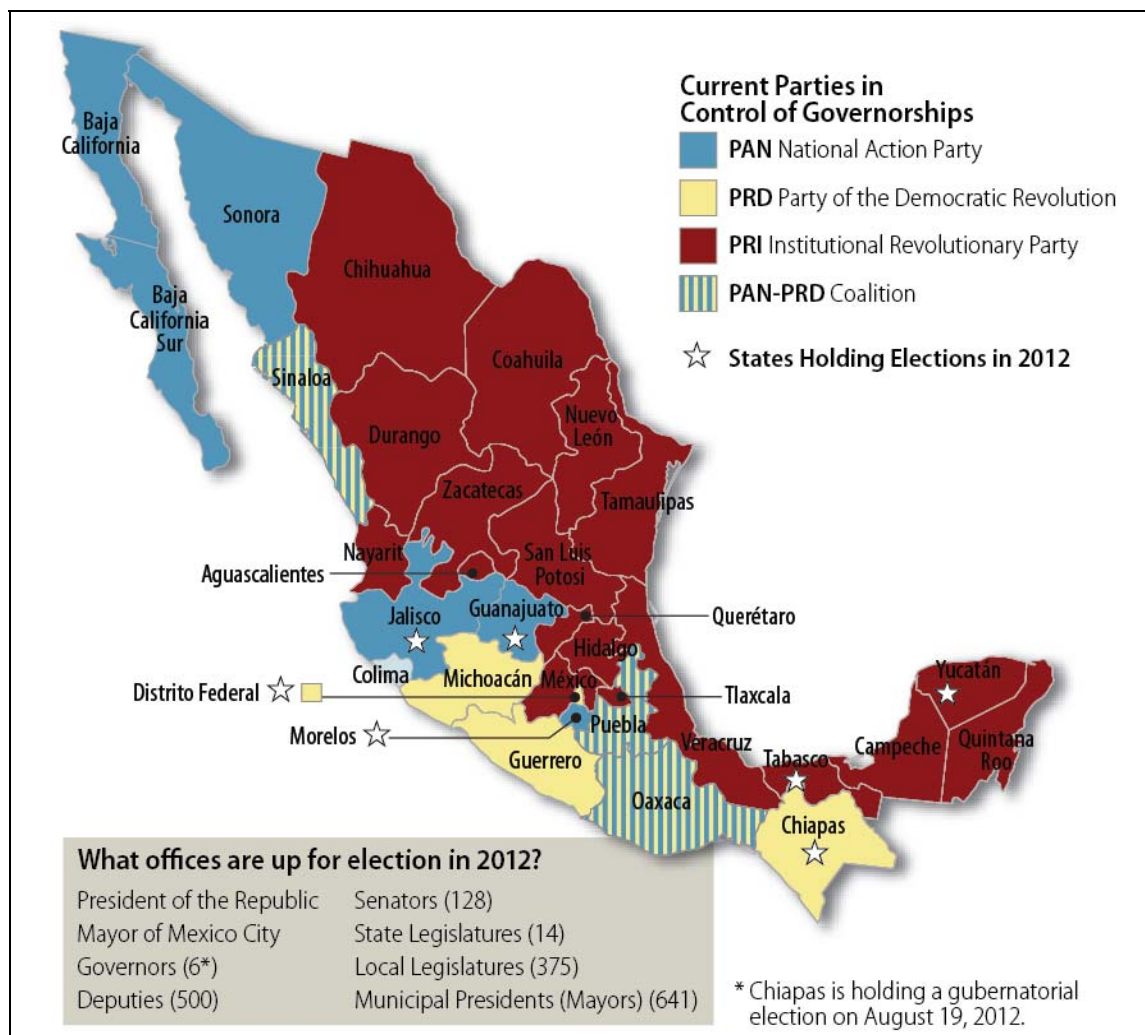 Current Parties in
Control of Governorships
PAN National Action Party
PRD Party of the Democratic Revolution
PRI Institutional Revolutionary Party
PAN-PRD Coalition
States Holding Elections in 2012
Baja
California
Sonora
Chihuahua
Baja
California
Sur
Coahuila
Sinaloa
Nuevo
León
Durango
Zacatecas
Tamaulipas
Nayarit
San Luis
Potosi
Aguascalientes
Jalisco
Guanajuato
Querétaro
Hidalgo
Colima
Michoacán
México
Yucatán
Distrito Federal
Tlaxcala
Morelos
Puebla
Veracruz
Campeche
Quintana
Roo
Guerrero
Tabasco
Oaxaca
Chiapas
What offices are up for election in 2012?
President of the Republic
Mayor of Mexico City
Governors (6*)
Deputies (500)
Senators (128)
State Legislatures (14)
Local Legislatures (375)
Municipal Presidents (Mayors) (641)
* Chiapas is holding a gubernatorial
election on August 19, 2012.